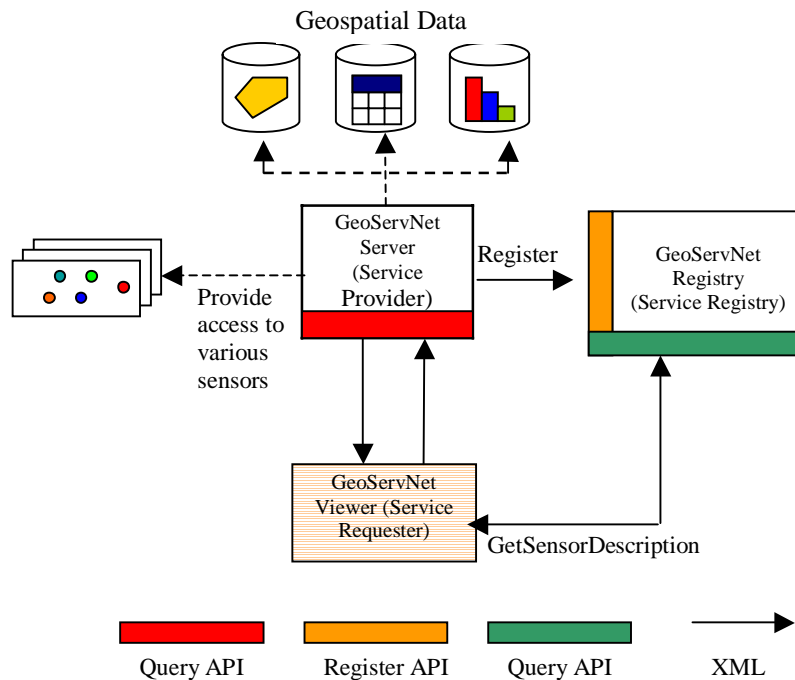 Geospatial Data
GeoServNet
Server
(Service
Provider)
Register
GeoServNet
Registry
(Service Registry)
Provide
access to
various
sensors
GeoServNet
Viewer (Service
Requester)
GetSensorDescription
Query API
Register API
Query API
XML